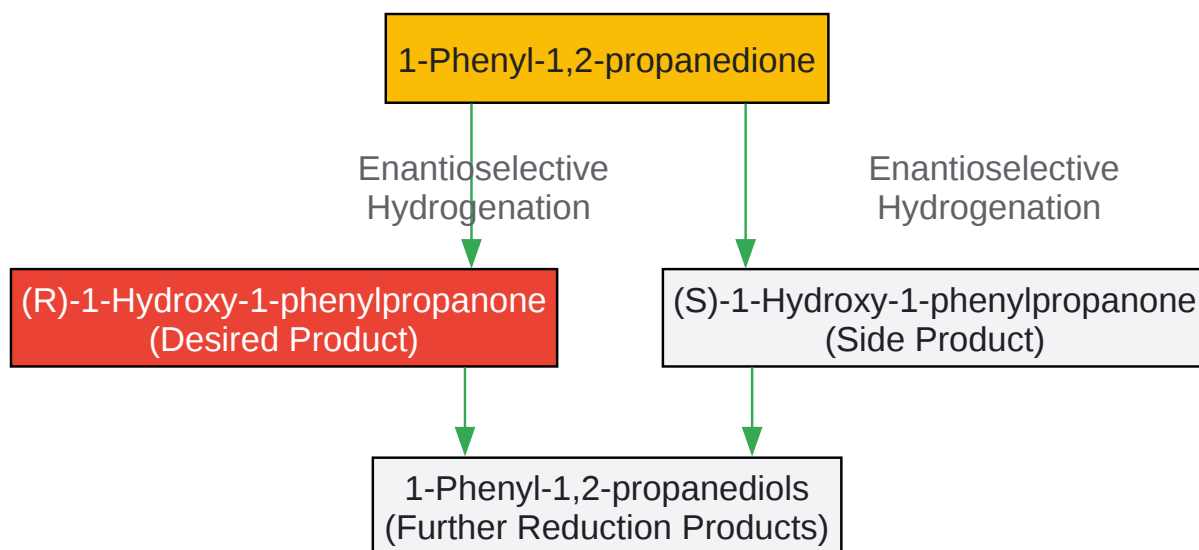 1-Phenyl-1,2-propanedione
Enantioselective
Hydrogenation
Enantioselective
Hydrogenation
(R)-1-Hydroxy-1-phenylpropanone
(Desired Product)
(S)-1-Hydroxy-1-phenylpropanone
(Side Product)
1-Phenyl-1,2-propanediols
(Further Reduction Products)